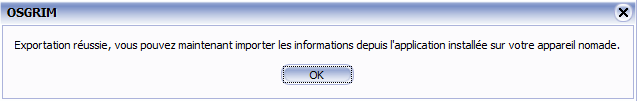 OSGRIM
Exportation réussie, vous pouvez maintenant importer les informations depuis l'application installée sur votre appareil nomade.
OK